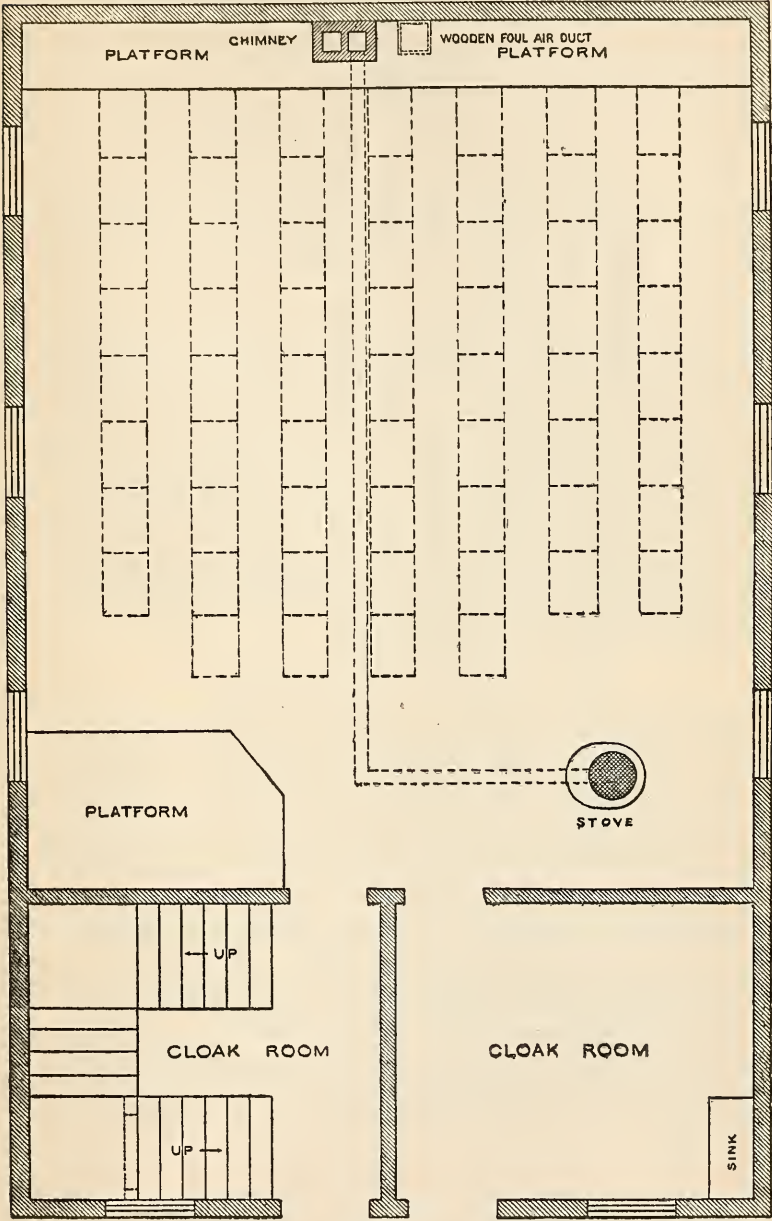 PLATFORM
CHIMNEY
WOODEN FOUL AIR DUCT
PLATFORM
PLATFORM
STOVE
UP
CLOAK ROOM
CLOAK ROOM
UP
SINK